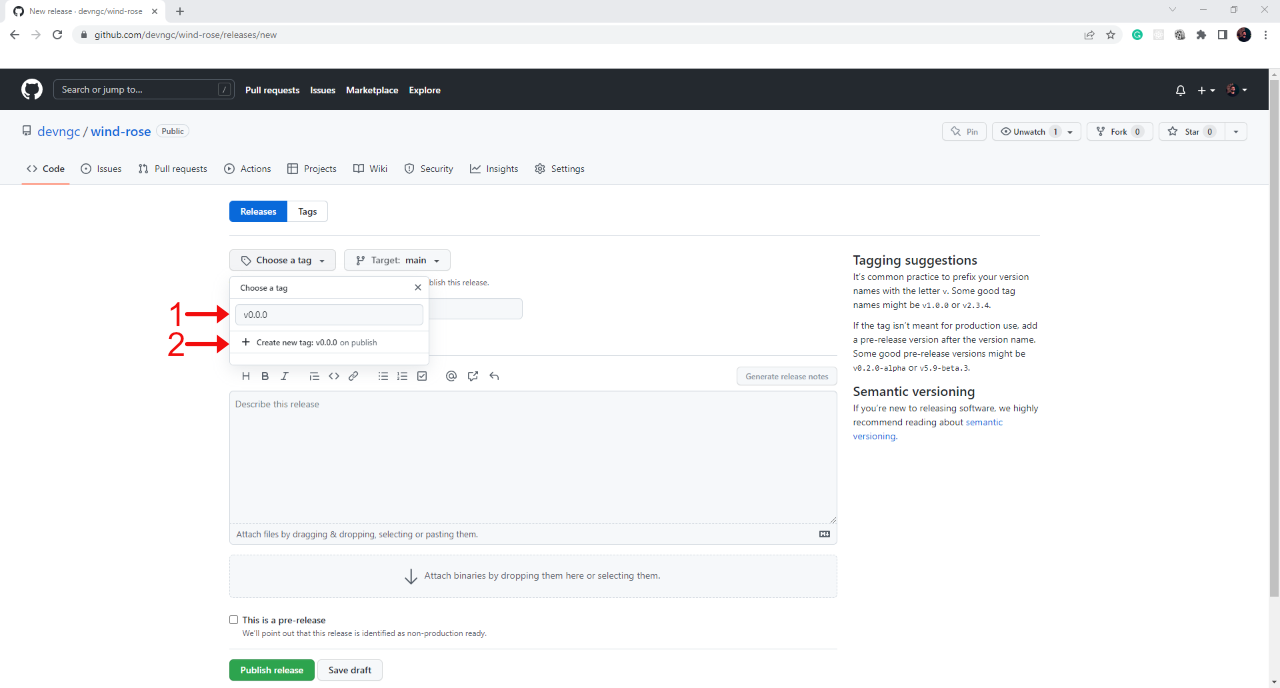 New release · devngc/wind-rose
github.com/devngc/wind-rose/releases/new
Search or jump to... /
Pull requests Issues Marketplace Explore
devngc / wind-rose Public
Pin Unwatch 1 Fork 0 Star 0
Code Issues Pull requests Actions Projects Wiki Security Insights Settings
Releases Tags
Choose a tag Target: main
Choose a tag
blish this release.
1 v0.0.0
2 Create new tag: v0.0.0 on publish
H B I
Generate release notes
Describe this release
Attach files by dragging & dropping, selecting or pasting them.
Attach binaries by dropping them here or selecting them.
This is a pre-release
We'll point out that this release is identified as non-production ready.
Publish release Save draft
Tagging suggestions
It's common practice to prefix your version
names with the letter v. Some good tag
names might be v1.0.0 or v2.3.4.
If the tag isn't meant for production use, add
a pre-release version after the version name.
Some good pre-release versions might be
v0.2.0-alpha or v5.9-beta.3.
Semantic versioning
If you're new to releasing software, we highly
recommend reading about semantic
versioning.